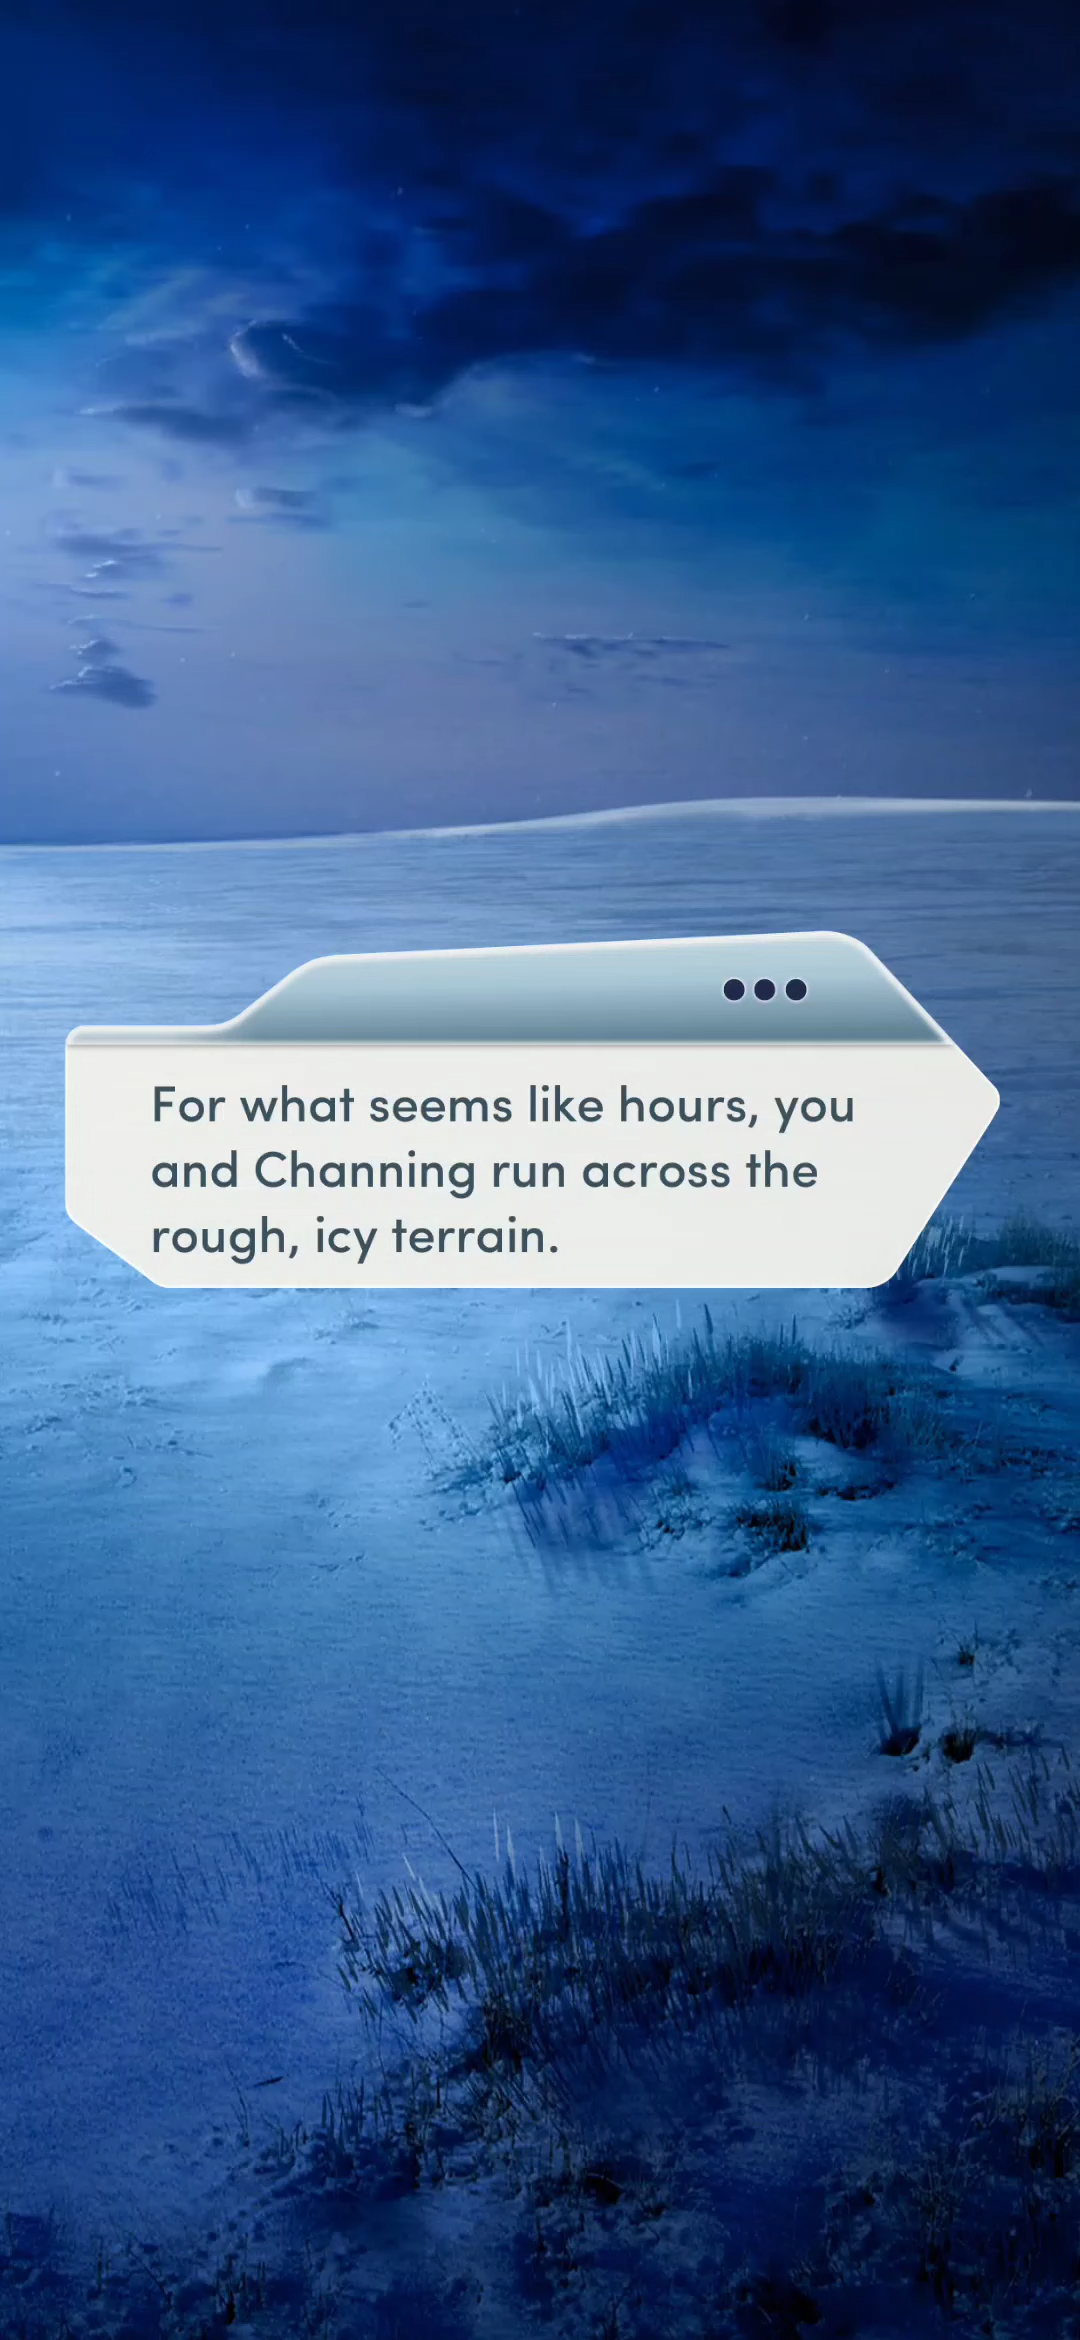 For what seems like hours, you
and Channing run across the
rough, icy terrain.